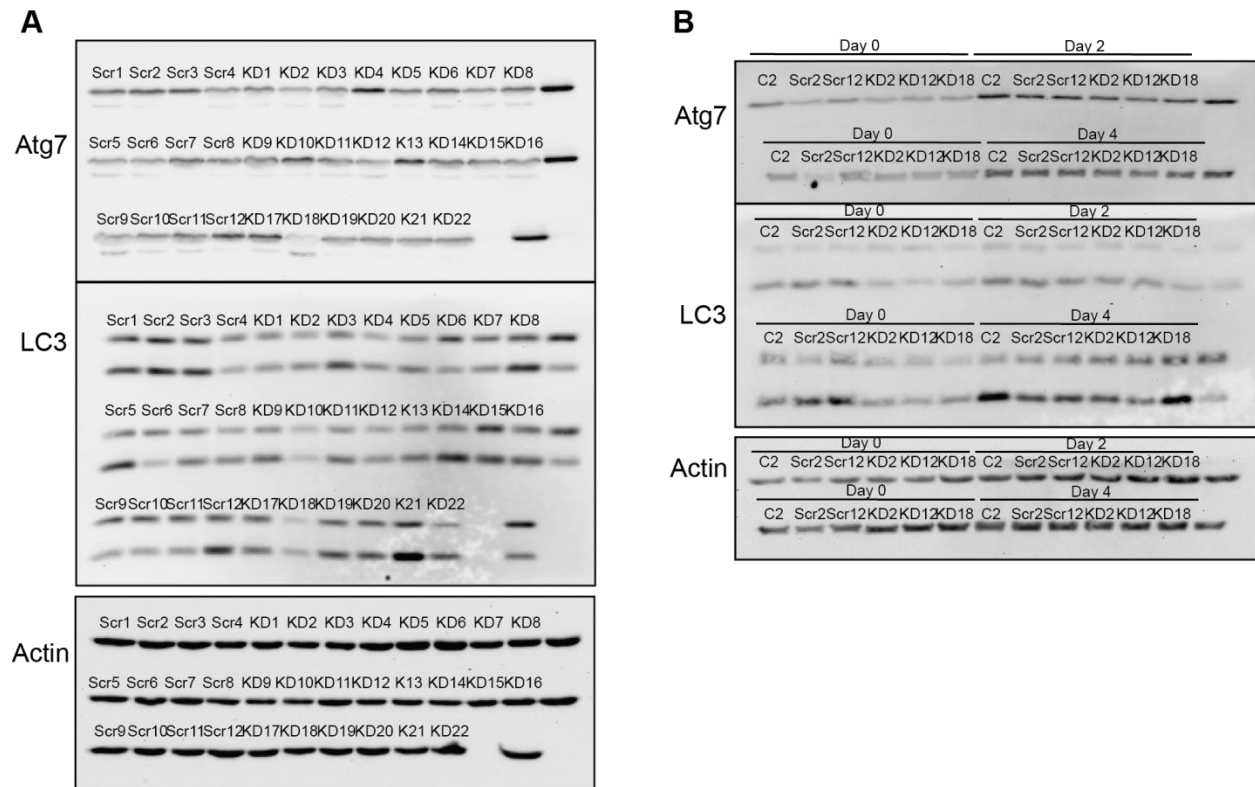 A
Scr1 Scr2 Scr3 Scr4 KD1 KD2 KD3 KD4 KD5 KD6 KD7 KD8
Atg7
Scr5 Scr6 Scr7 Scr8 KD9 KD10 KD11 KD12 K13 KD14 KD15 KD16
Scr9 Scr10 Scr11 Scr12 KD17 KD18 KD19 KD20 K21 KD22
LC3
Scr1 Scr2 Scr3 Scr4 KD1 KD2 KD3 KD4 KD5 KD6 KD7 KD8
Scr5 Scr6 Scr7 Scr8 KD9 KD10 KD11 KD12 K13 KD14 KD15 KD16
Scr9 Scr10 Scr11 Scr12 KD17 KD18 KD19 KD20 K21 KD22
Actin
Scr1 Scr2 Scr3 Scr4 KD1 KD2 KD3 KD4 KD5 KD6 KD7 KD8
Scr5 Scr6 Scr7 Scr8 KD9 KD10 KD11 KD12 K13 KD14 KD15 KD16
Scr9 Scr10 Scr11 Scr12 KD17 KD18 KD19 KD20 K21 KD22
B
Day 0 Day 2
C2 Scr2 Scr12 KD2 KD12 KD18 C2 Scr2 Scr12 KD2 KD12 KD18
Atg7
Day 0 Day 4
C2 Scr2 Scr12 KD2 KD12 KD18 C2 Scr2 Scr12 KD2 KD12 KD18
Day 0 Day 2
C2 Scr2 Scr12 KD2 KD12 KD18 C2 Scr2 Scr12 KD2 KD12 KD18
LC3
Day 0 Day 4
C2 Scr2 Scr12 KD2 KD12 KD18 C2 Scr2 Scr12 KD2 KD12 KD18
Actin
Day 0 Day 2
C2 Scr2 Scr12 KD2 KD12 KD18 C2 Scr2 Scr12 KD2 KD12 KD18
Day 0 Day 4
C2 Scr2 Scr12 KD2 KD12 KD18 C2 Scr2 Scr12 KD2 KD12 KD18